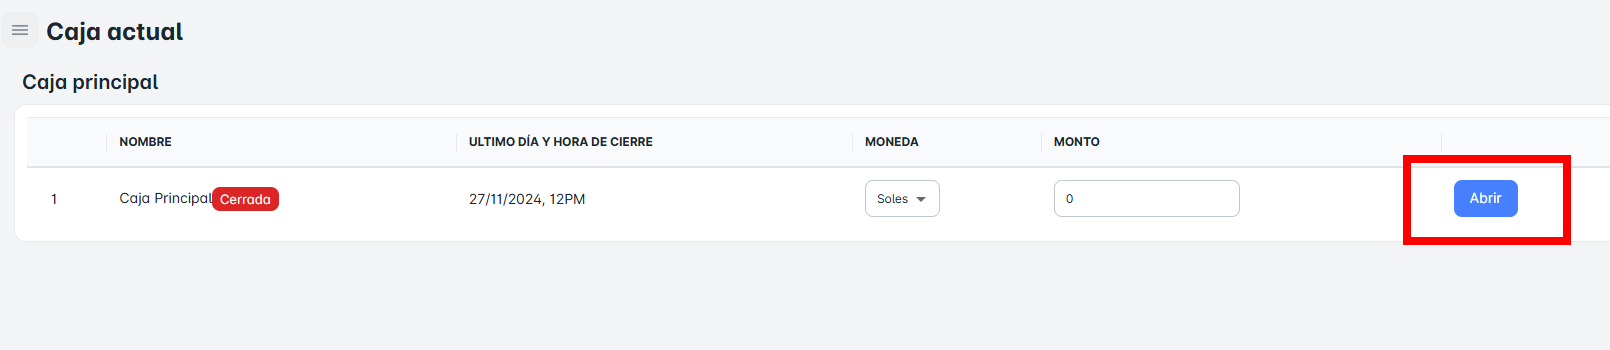 Caja actual
Caja principal
NOMBRE ULTIMO DÍA Y HORA DE CIERRE MONEDA MONTO
1 Caja Principal Cerrada 27/11/2024, 12PM Soles 0 Abrir